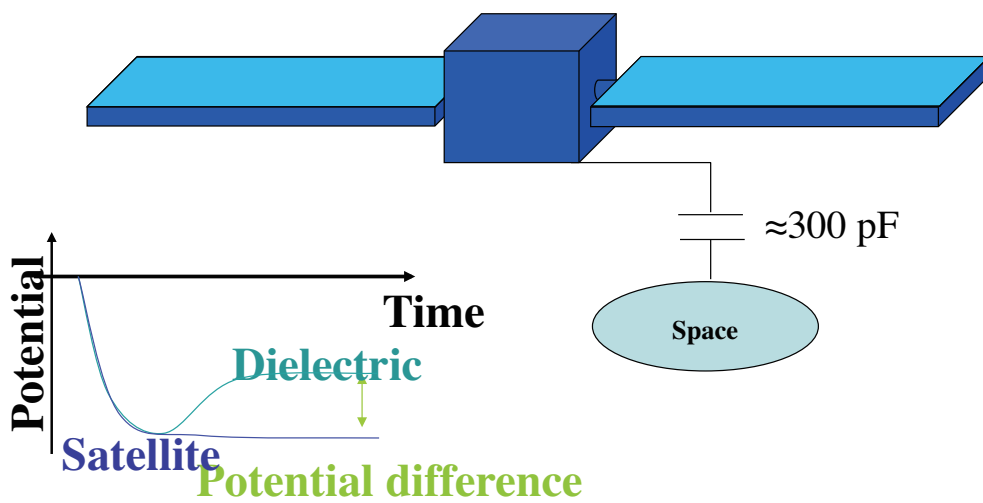 ≈300 pF
Space
Potential
Time
Dielectric
Satellite
Potential difference